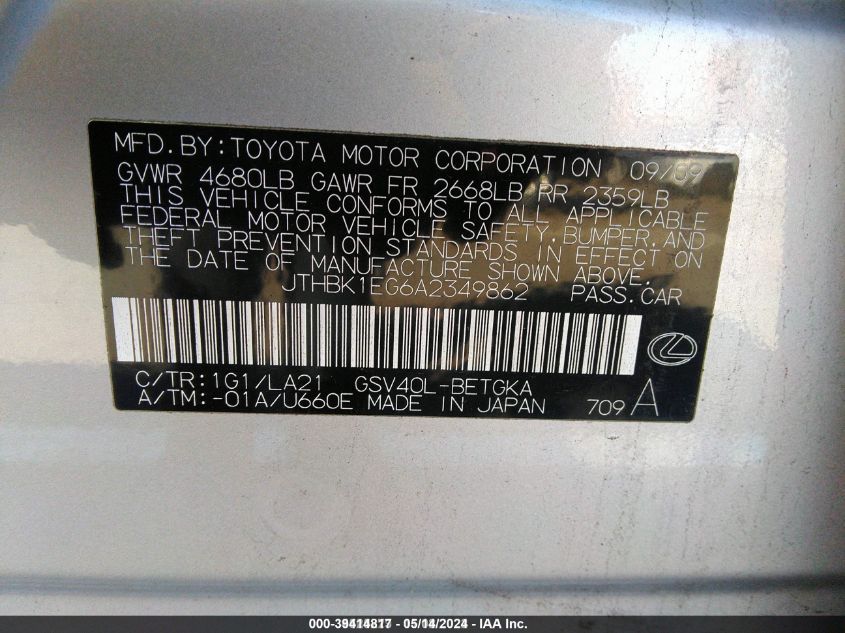 MFD. BY: TOYOTA MOTOR CORPORATION 09/09
GVWR 4680LB GAWR FR 2668LB RR 2359LB
THIS VEHICLE CONFORMS TO ALL APPLICABLE
FEDERAL MOTOR VEHICLE SAFETY, BUMPER, AND
THEFT PREVENTION STANDARDS IN EFFECT ON
THE DATE OF MANUFACTURE SHOWN ABOVE.
JTHBK1EG6A2349862 PASS. CAR
C/TR: 1G1/LA21 GSV40L-BETGKA
A/TM: -01A/U660E MADE IN JAPAN 709 A
000-39414817 - 05/14/2024 - IAA Inc.